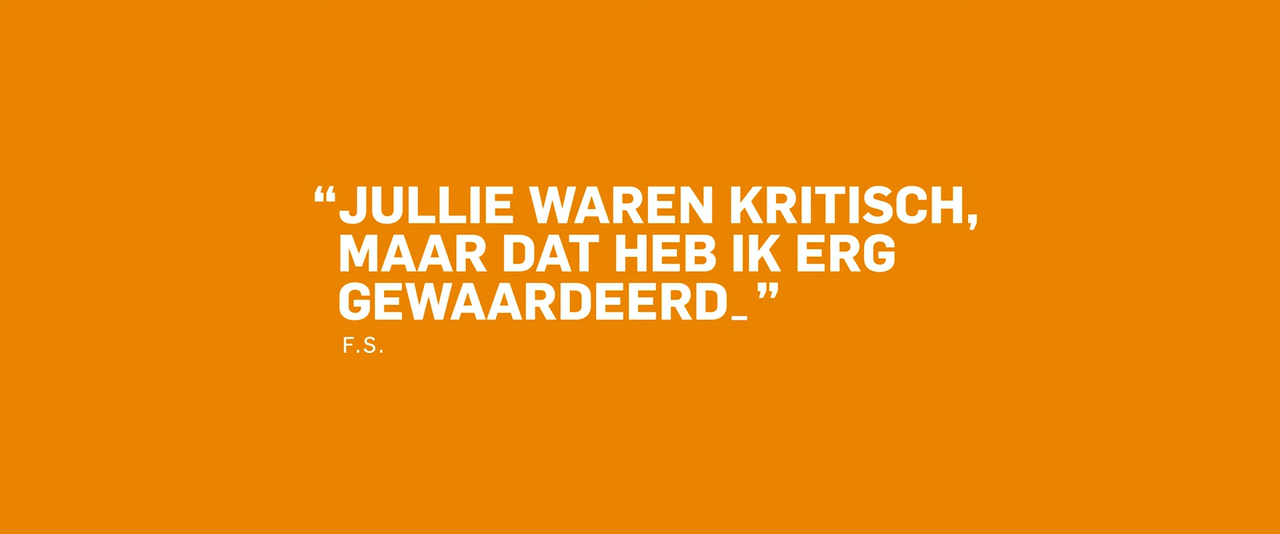 “JULLIE WAREN KRITISCH,
MAAR DAT HEB IK ERG
GEWAARDEERD_ ”
F.S.